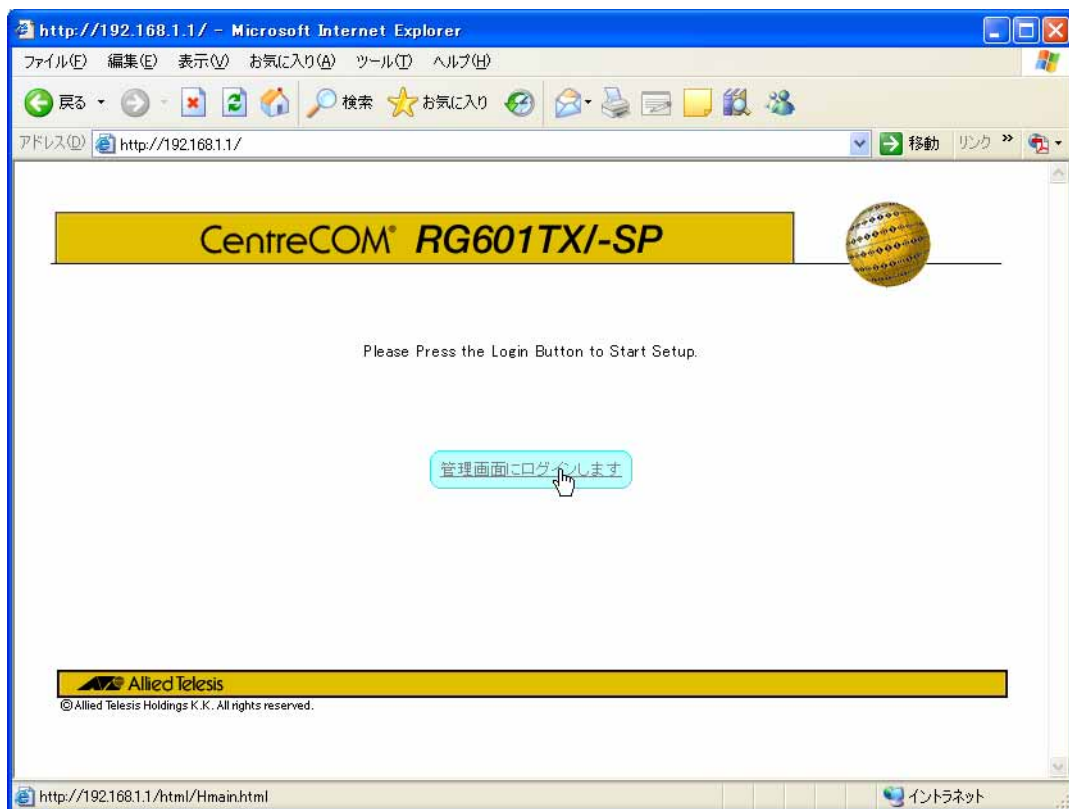 http://192.168.1.1/ - Microsoft Internet Explorer
ファイル(F) 編集(E) 表示(V) お気に入り(A) ツール(T) ヘルプ(H)
戻る 検索 お気に入り
アドレス(D) http://192.168.1.1/ 移動 リンク »
CentreCOM® RG601TX/-SP
Please Press the Login Button to Start Setup.
管理画面にログインします
Allied Telesis
© Allied Telesis Holdings K.K. All rights reserved.
http://192.168.1.1/html/Hmain.html イントラネット